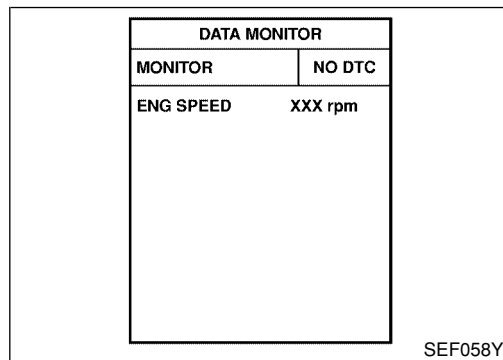 DATA MONITOR
MONITOR NO DTC
ENG SPEED XXX rpm
SEF058Y